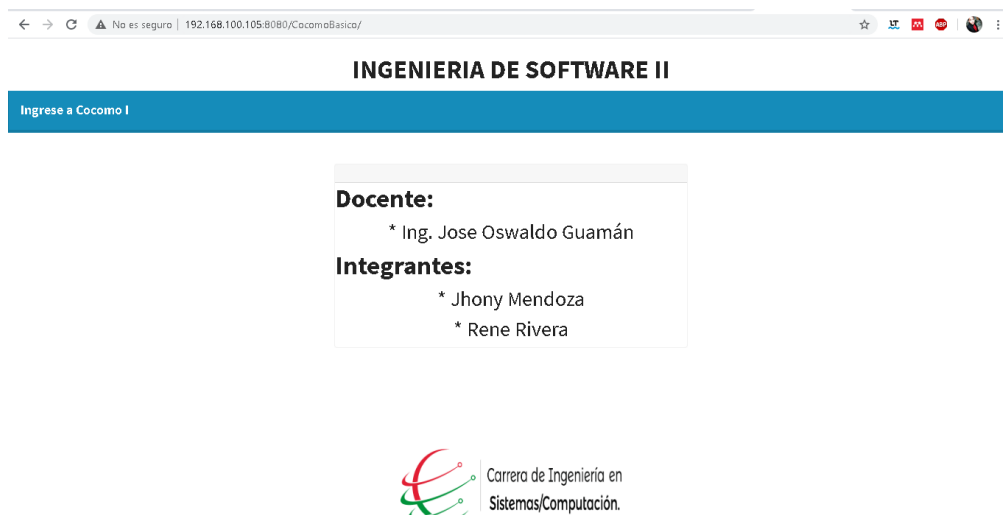 No es seguro | 192.168.100.105:8080/CocomoBasico/
INGENIERIA DE SOFTWARE II
Ingrese a Cocomo I
Docente:
* Ing. Jose Oswaldo Guamán
Integrantes:
* Jhony Mendoza
* Rene Rivera
Carrera de Ingeniería en
Sistemas/Computación.